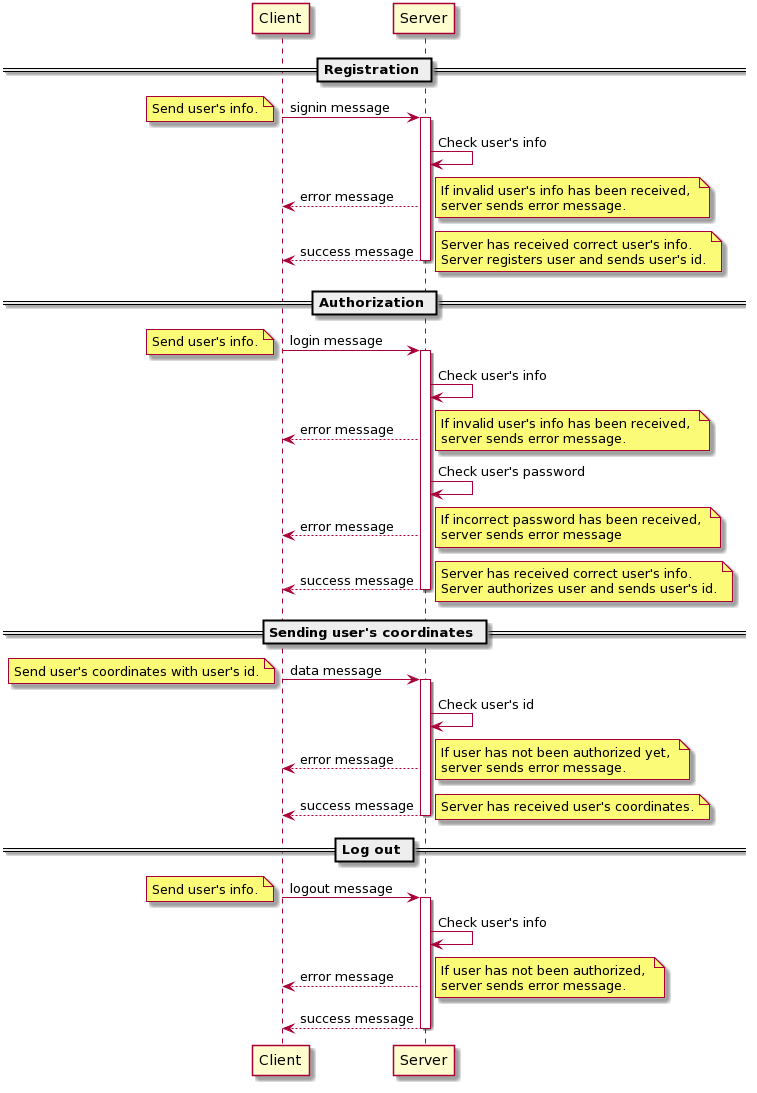 Client
Server
Registration
Send user's info.
signin message
Check user's info
error message
If invalid user's info has been received,
server sends error message.
success message
Server has received correct user's info.
Server registers user and sends user's id.
Authorization
Send user's info.
login message
Check user's info
error message
If invalid user's info has been received,
server sends error message.
Check user's password
error message
If incorrect password has been received,
server sends error message
success message
Server has received correct user's info.
Server authorizes user and sends user's id.
Sending user's coordinates
Send user's coordinates with user's id.
data message
Check user's id
error message
If user has not been authorized yet,
server sends error message.
success message
Server has received user's coordinates.
Log out
Send user's info.
logout message
Check user's info
error message
If user has not been authorized,
server sends error message.
success message
Client
Server